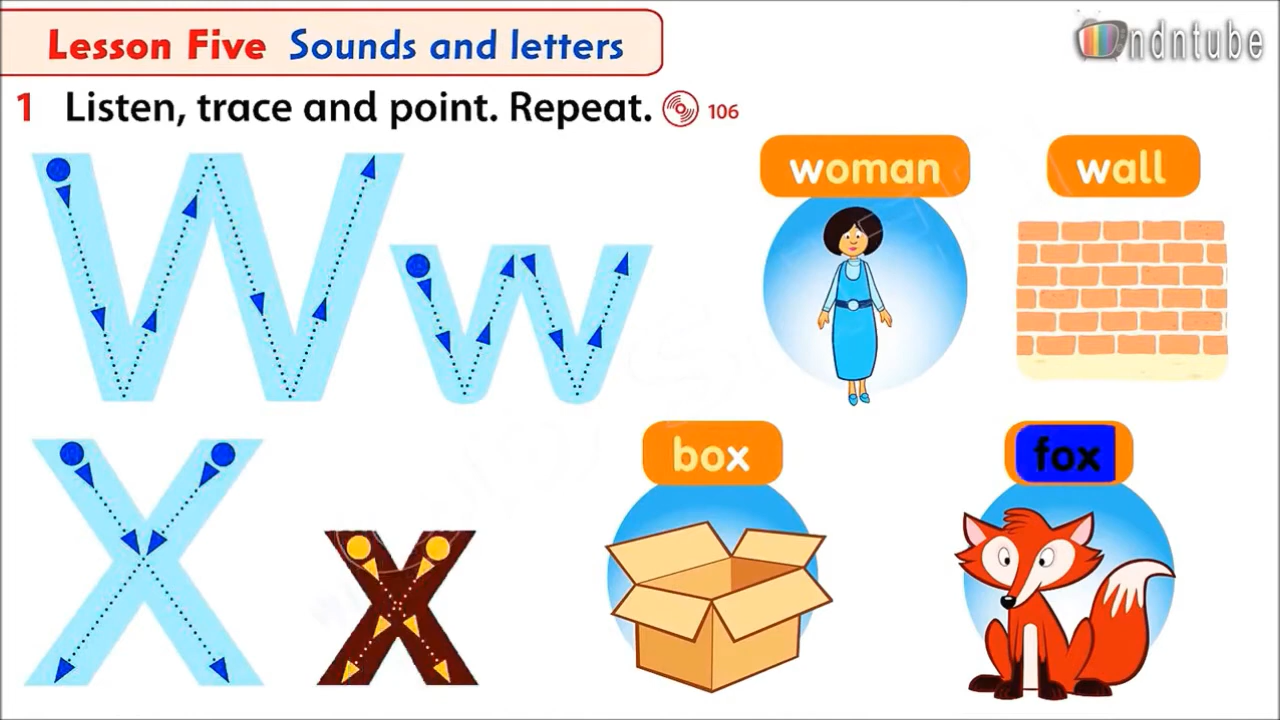 Lesson Five Sounds and letters
ndntube
1 Listen, trace and point. Repeat. 106
W w
woman
wall
X x
box
fox